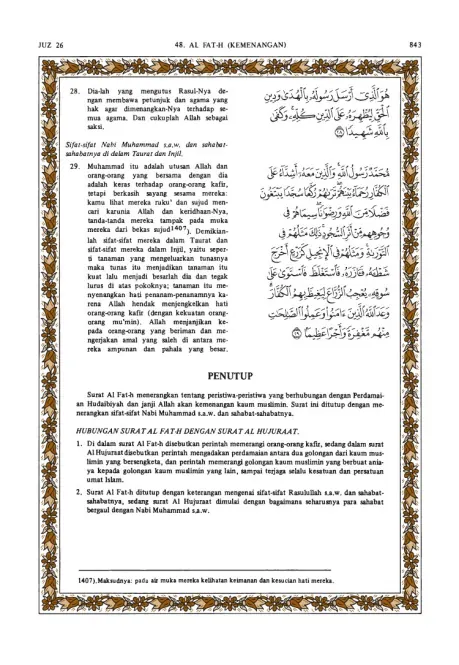 JUZ 26
48. AL FAT-H (KEMENANGAN)
843
28. Dia-lah yang mengutus Rasul-Nya de-
ngan membawa petunjuk dan agama yang
hak agar dimenangkan-Nya terhadap se-
mua agama. Dan cukuplah Allah sebagai
saksi.
Sifat-sifat Nabi Muhammad s.a.w. dan sahabat-
sahabatnya di dalam Taurat dan Injil.
29. Muhammad itu adalah utusan Allah dan
orang-orang yang bersama dengan dia
adalah keras terhadap orang-orang kafir,
tetapi berkasih sayang sesama mereka:
kamu lihat mereka ruku' dan sujud men-
cari karunia Allah dan keridhaan-Nya,
tanda-tanda mereka tampak pada muka
mereka dari bekas sujud1407). Demikian-
lah sifat-sifat mereka dalam Taurat dan
sifat-sifat mereka dalam Injil, yaitu seper-
ti tanaman yang mengeluarkan tunasnya
maka tunas itu menjadikan tanaman itu
kuat lalu menjadi besarlah dia dan tegak
lurus di atas pokoknya; tanaman itu me-
nyenangkan hati penanam-penanamnya ka-
rena Allah hendak menjengkelkan hati
orang-orang kafir (dengan kekuatan orang-
orang mu'min). Allah menjanjikan ke-
pada orang-orang yang beriman dan me-
ngerjakan amal yang saleh di antara me-
reka ampunan dan pahala yang besar.
هُوَ الَّذِي أَرْسَلَ رَسُولَهُ بِالْهُدَىٰ وَدِينِ
الْحَقِّ لِيُظْهِرَهُ عَلَى الدِّينِ كُلِّهِ وَكَفَىٰ
بِاللَّهِ شَهِيدًا ﴿٢٨﴾
مُحَمَّدٌ رَسُولُ اللَّهِ وَالَّذِينَ مَعَهُ أَشِدَّاءُ عَلَى
الْكُفَّارِ رُحَمَاءُ بَيْنَهُمْ تَرَاهُمْ رُكَّعًا سُجَّدًا يَبْتَغُونَ
فَضْلًا مِنَ اللَّهِ وَرِضْوَانًا سِيمَاهُمْ فِي
وُجُوهِهِمْ مِنْ أَثَرِ السُّجُودِ ذَٰلِكَ مَثَلُهُمْ فِي
التَّوْرَاةِ وَمَثَلُهُمْ فِي الْإِنْجِيلِ كَزَرْعٍ أَخْرَجَ
شَطْأَهُ فَآزَرَهُ فَاسْتَغْلَظَ فَاسْتَوَىٰ عَلَىٰ
سُوقِهِ يُعْجِبُ الزُّرَّاعَ لِيَغِيظَ بِهِمُ الْكُفَّارَ
وَعَدَ اللَّهُ الَّذِينَ آمَنُوا وَعَمِلُوا الصَّالِحَاتِ
مِنْهُمْ مَغْفِرَةً وَأَجْرًا عَظِيمًا ﴿٢٩﴾
PENUTUP
Surat Al Fat-h menerangkan tentang peristiwa-peristiwa yang berhubungan dengan Perdamai-
an Hudaibiyah dan janji Allah akan kemenangan kaum muslimin. Surat ini ditutup dengan me-
nerangkan sifat-sifat Nabi Muhammad s.a.w. dan sahabat-sahabatnya.
HUBUNGAN SURAT AL FAT-H DENGAN SURAT AL HUJURAAT.
1. Di dalam surat Al Fat-h disebutkan perintah memerangi orang-orang kafir, sedang dalam surat
Al Hujuraat disebutkan perintah mengadakan perdamaian antara dua golongan dari kaum mus-
limin yang bersengketa, dan perintah memerangi golongan kaum muslimin yang berbuat ania-
ya kepada golongan kaum muslimin yang lain, sampai terjaga selalu kesatuan dan persatuan
umat Islam.
2. Surat Al Fat-h ditutup dengan keterangan mengenai sifat-sifat Rasulullah s.a.w. dan sahabat-
sahabatnya, sedang surat Al Hujuraat dimulai dengan bagaimana seharusnya para sahabat
bergaul dengan Nabi Muhammad s.a.w.
1407).Maksudnya: pada air muka mereka kelihatan keimanan dan kesucian hati mereka.